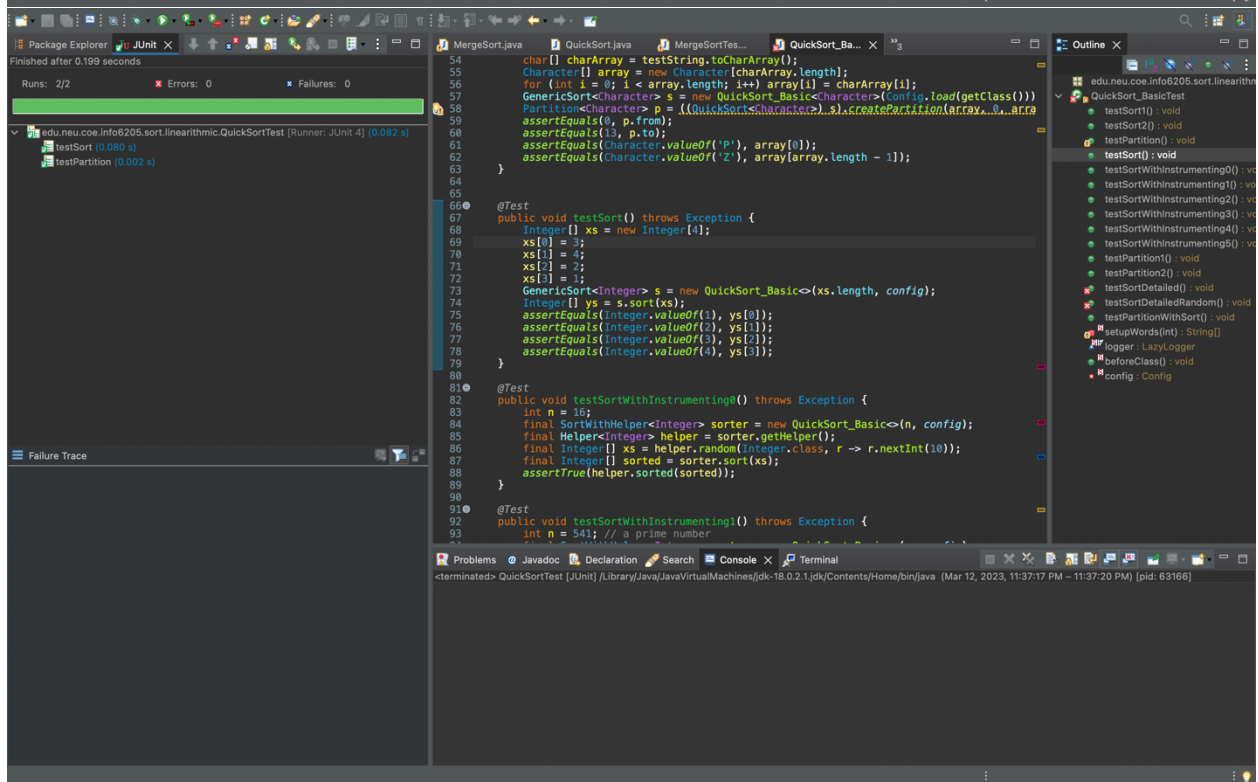 Package Explorer JUnit
Finished after 0.199 seconds
Runs: 2/2 Errors: 0 Failures: 0
edu.neu.coe.info6205.sort.linearithmic.QuickSortTest [Runner: JUnit 4] (0.082 s)
testSort (0.080 s)
testPartition (0.002 s)
Failure Trace
MergeSort.java QuickSort.java MergeSortTes... QuickSort_Ba... 3
54 char[] charArray = testString.toCharArray();
55 Character[] array = new Character[charArray.length];
56 for (int i = 0; i < array.length; i++) array[i] = charArray[i];
57 GenericSort<Character> s = new QuickSort_Basic<Character>(Config.load(getClass()))
58 Partition<Character> p = ((QuickSort<Character>) s).createPartition(array, 0, arra
59 assertEquals(0, p.from);
60 assertEquals(13, p.to);
61 assertEquals(Character.valueOf('P'), array[0]);
62 assertEquals(Character.valueOf('Z'), array[array.length - 1]);
63 }
64
65
66 @Test
67 public void testSort() throws Exception {
68 Integer[] xs = new Integer[4];
69 xs[0] = 3;
70 xs[1] = 4;
71 xs[2] = 2;
72 xs[3] = 1;
73 GenericSort<Integer> s = new QuickSort_Basic<>(xs.length, config);
74 Integer[] ys = s.sort(xs);
75 assertEquals(Integer.valueOf(1), ys[0]);
76 assertEquals(Integer.valueOf(2), ys[1]);
77 assertEquals(Integer.valueOf(3), ys[2]);
78 assertEquals(Integer.valueOf(4), ys[3]);
79 }
80
81 @Test
82 public void testSortWithInstrumenting0() throws Exception {
83 int n = 16;
84 final SortWithHelper<Integer> sorter = new QuickSort_Basic<>(n, config);
85 final Helper<Integer> helper = sorter.getHelper();
86 final Integer[] xs = helper.random(Integer.class, r -> r.nextInt(10));
87 final Integer[] sorted = sorter.sort(xs);
88 assertTrue(helper.sorted(sorted));
89 }
90
91 @Test
92 public void testSortWithInstrumenting1() throws Exception {
93 int n = 541; // a prime number
Outline
edu.neu.coe.info6205.sort.linearithm
QuickSort_BasicTest
testSort1() : void
testSort2() : void
testPartition() : void
testSort() : void
testSortWithInstrumenting0() : vo
testSortWithInstrumenting1() : vo
testSortWithInstrumenting2() : vo
testSortWithInstrumenting3() : vo
testSortWithInstrumenting4() : vo
testSortWithInstrumenting5() : vo
testPartition1() : void
testPartition2() : void
testSortDetailed() : void
testSortDetailedRandom() : void
testPartitionWithSort() : void
setupWords(int) : String[]
logger : LazyLogger
beforeClass() : void
config : Config
Problems Javadoc Declaration Search Console Terminal
<terminated> QuickSortTest [JUnit] /Library/Java/JavaVirtualMachines/jdk-18.0.2.1.jdk/Contents/Home/bin/java (Mar 12, 2023, 11:37:17 PM – 11:37:20 PM) [pid: 63166]